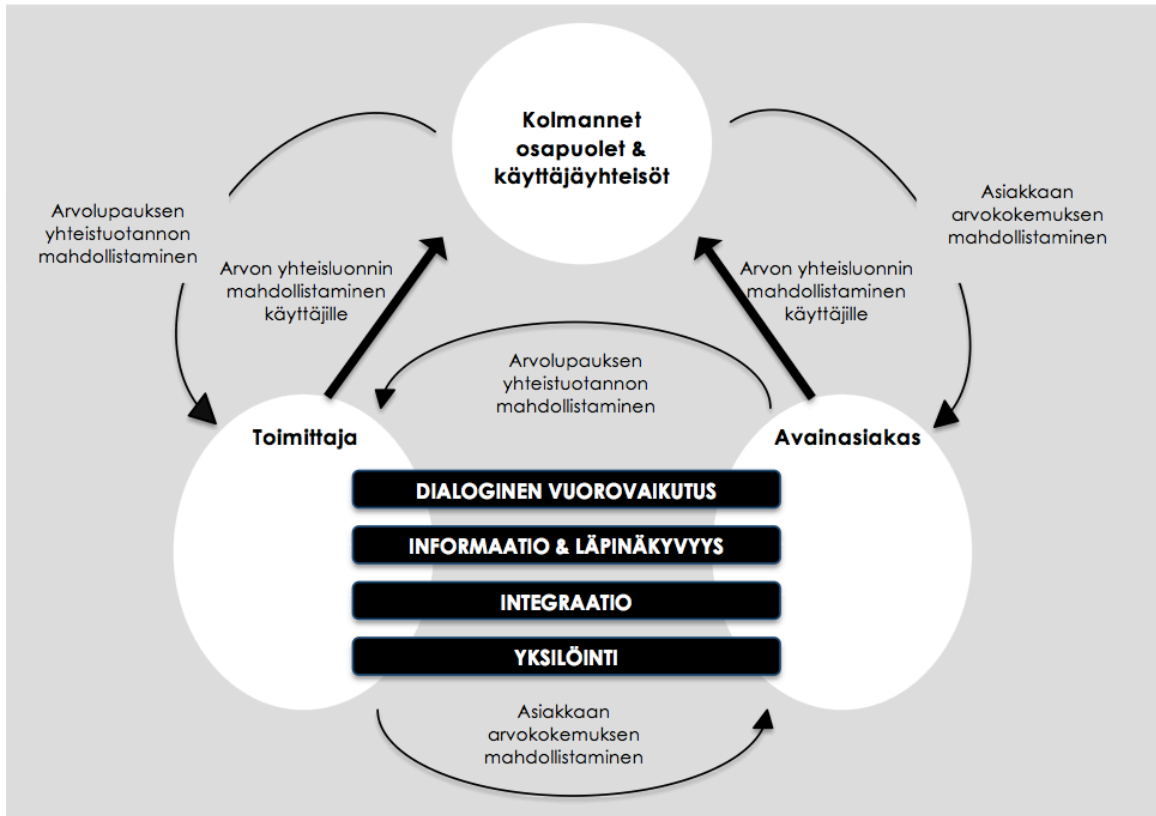 Kolmannet
osapuolet &
käyttäjäyhteisöt
Arvolupauksen
yhteistuotannon
mahdollistaminen
Asiakkaan
arvokokemuksen
mahdollistaminen
Arvon yhteisluonnin
mahdollistaminen
käyttäjille
Arvon yhteisluonnin
mahdollistaminen
käyttäjille
Arvolupauksen
yhteistuotannon
mahdollistaminen
Toimittaja
Avainasiakas
DIALOGINEN VUOROVAIKUTUS
INFORMAATIO & LÄPINÄKYVYYS
INTEGRAATIO
YKSILÖINTI
Asiakkaan
arvokokemuksen
mahdollistaminen